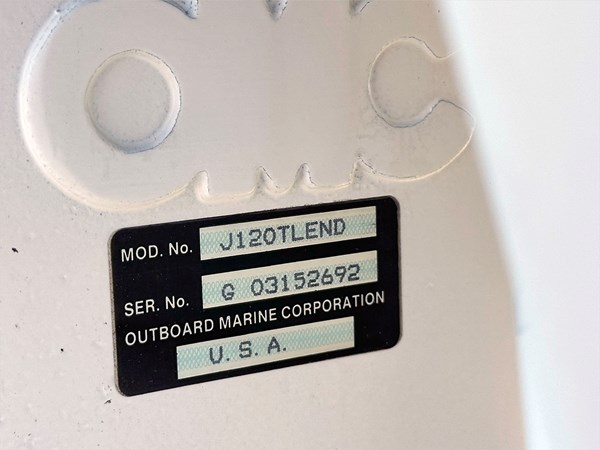 omc
MOD. No. J120TLEND
SER. No. G 03152692
OUTBOARD MARINE CORPORATION
U. S. A.